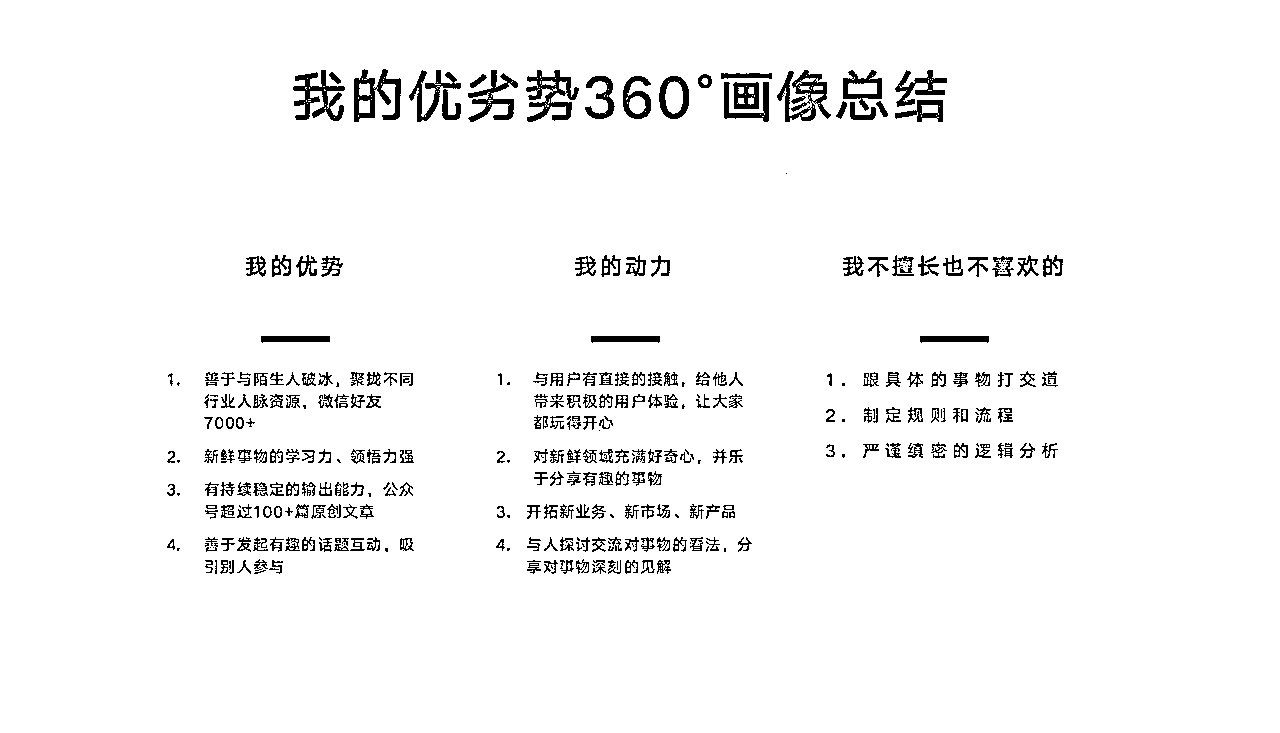 我的优劣势360°画像总结
我的优势
1. 善于与陌生人破冰，聚拢不同
行业人脉资源，微信好友
7000+
2. 新鲜事物的学习力、领悟力强
3. 有持续稳定的输出能力，公众
号超过100+篇原创文章
4. 善于发起有趣的话题互动，吸
引别人参与
我的动力
1. 与用户有直接的接触，给他人
带来积极的用户体验，让大家
都玩得开心
2. 对新鲜领域充满好奇心，并乐
于分享有趣的事物
3. 开拓新业务、新市场、新产品
4. 与人探讨交流对事物的看法，分
享对事物深刻的见解
我不擅长也不喜欢的
1. 跟具体的事物打交道
2. 制定规则和流程
3. 严谨缜密的逻辑分析